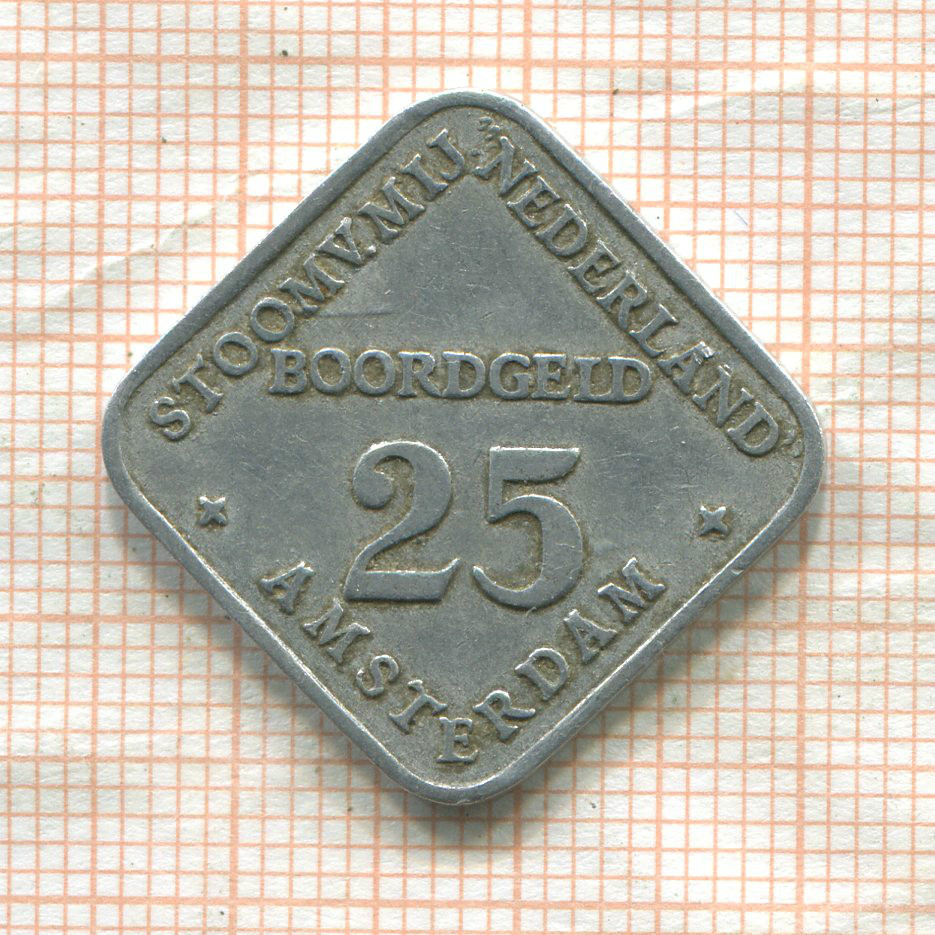 STOOMV. MIJ. "NEDERLAND"
BOORDGELD
25
AMSTERDAM